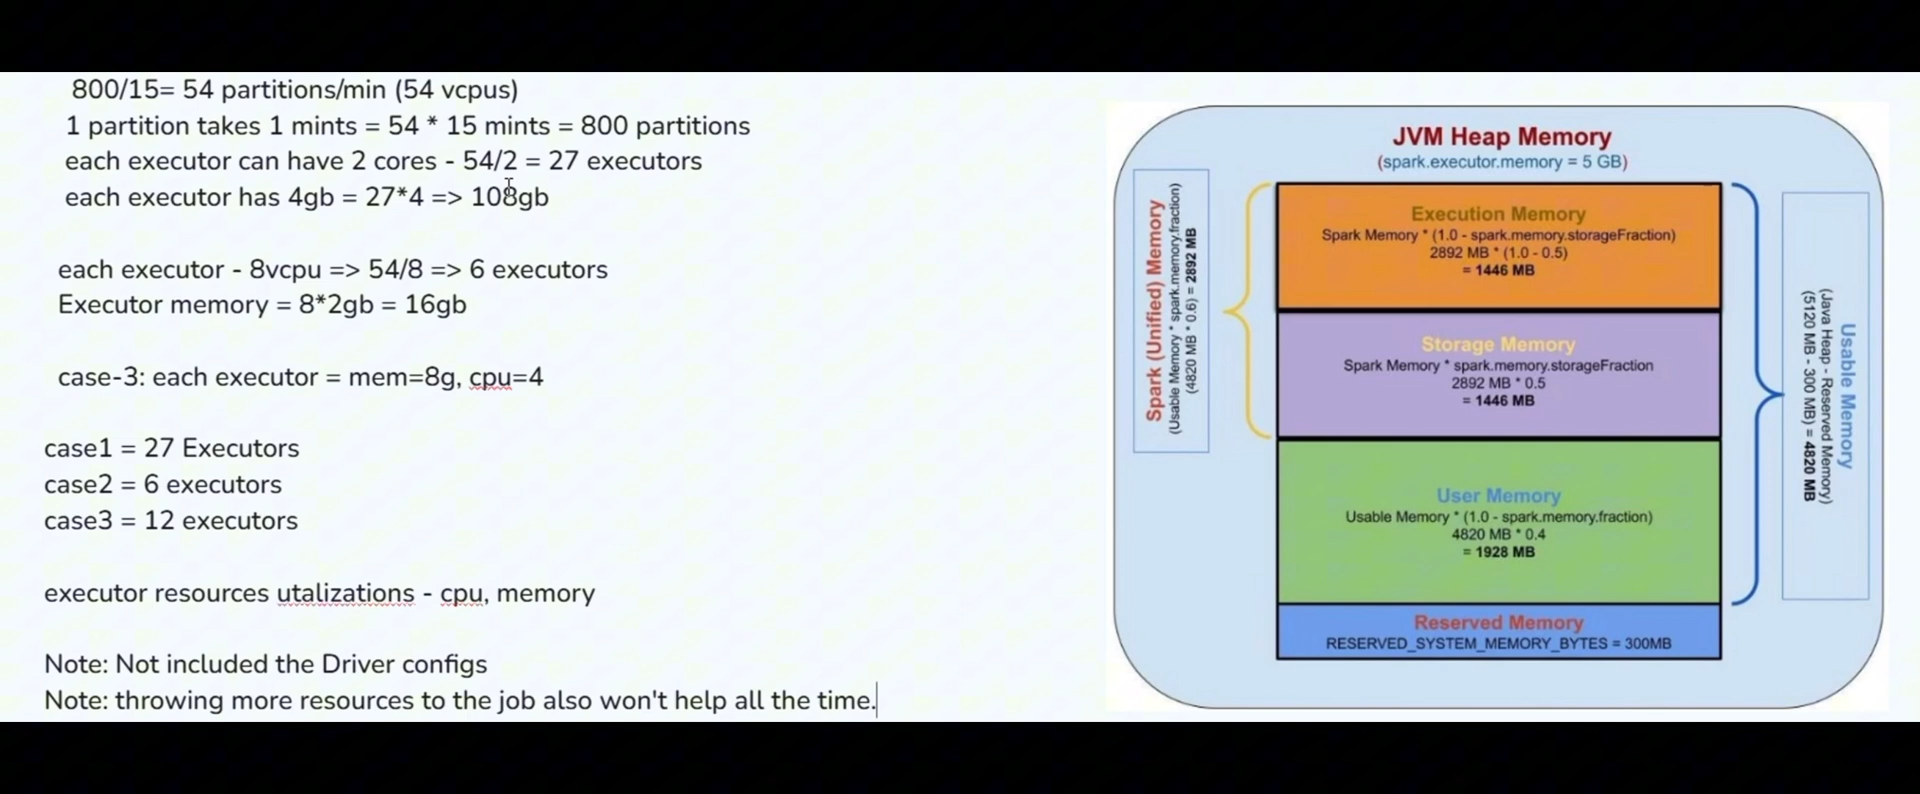 800/15= 54 partitions/min (54 vcpus)
1 partition takes 1 mints = 54 * 15 mints = 800 partitions
each executor can have 2 cores - 54/2 = 27 executors
each executor has 4gb = 27*4 => 108gb
each executor - 8vcpu => 54/8 => 6 executors
Executor memory = 8*2gb = 16gb
case-3: each executor = mem=8g, cpu=4
case1 = 27 Executors
case2 = 6 executors
case3 = 12 executors
executor resources utalizations - cpu, memory
Note: Not included the Driver configs
Note: throwing more resources to the job also won't help all the time.
JVM Heap Memory
(spark.executor.memory = 5 GB)
Spark (Unified) Memory
(Usable Memory * spark.memory.fraction)
(4820 MB * 0.6) = 2892 MB
Execution Memory
Spark Memory * (1.0 - spark.memory.storageFraction)
2892 MB * (1.0 - 0.5)
= 1446 MB
Storage Memory
Spark Memory * spark.memory.storageFraction
2892 MB * 0.5
= 1446 MB
User Memory
Usable Memory * (1.0 - spark.memory.fraction)
4820 MB * 0.4
= 1928 MB
Reserved Memory
RESERVED_SYSTEM_MEMORY_BYTES = 300MB
Usable Memory
(Java Heap - Reserved Memory)
(5120 MB - 300 MB) = 4820 MB